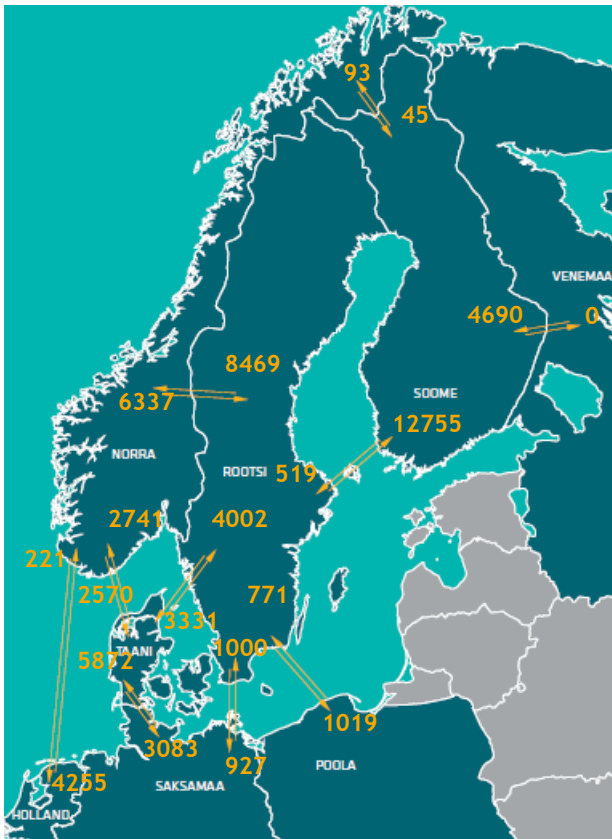 93
45
VENEMAA
4690
0
8469
6337
SOOME
12755
NORRA
ROOTSI
519
2741
4002
221
2570
771
3331
TAANI
5872
1000
1019
3083
927
POOLA
4255
SAKSAMAA
HOLLAND